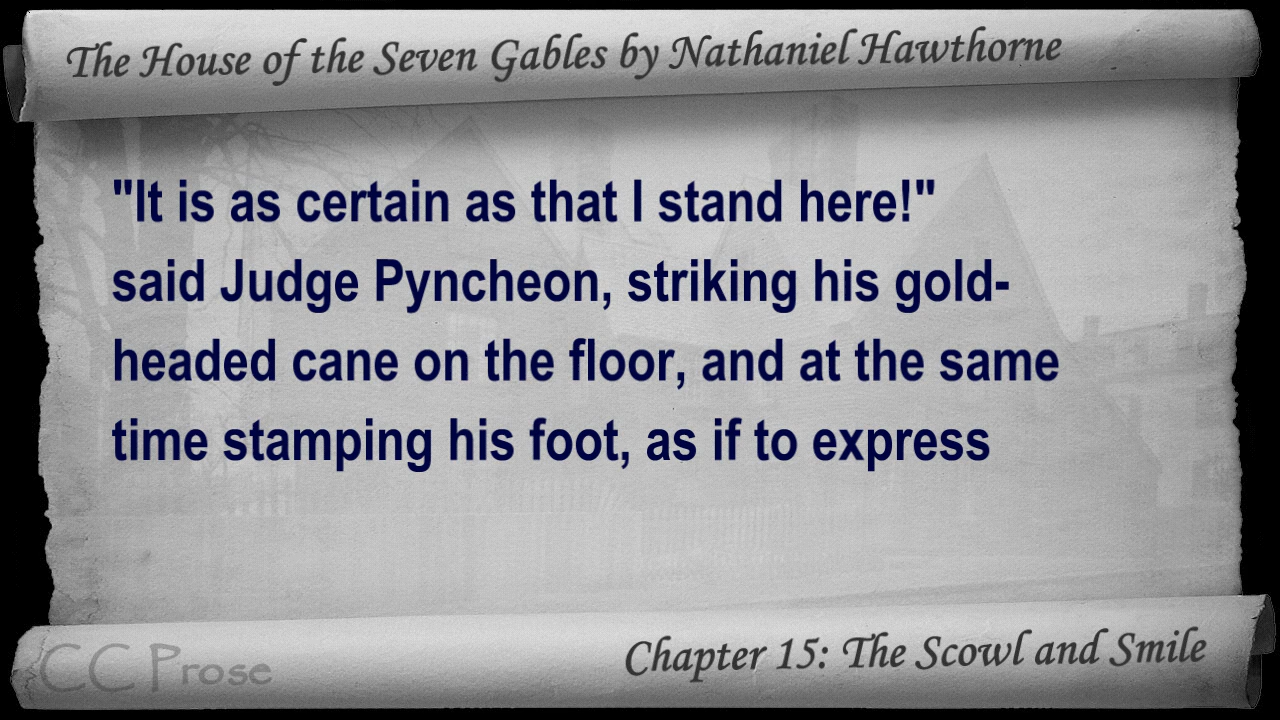 The House of the Seven Gables by Nathaniel Hawthorne
"It is as certain as that I stand here!"
said Judge Pyncheon, striking his gold-
headed cane on the floor, and at the same
time stamping his foot, as if to express
CC Prose
Chapter 15: The Scowl and Smile